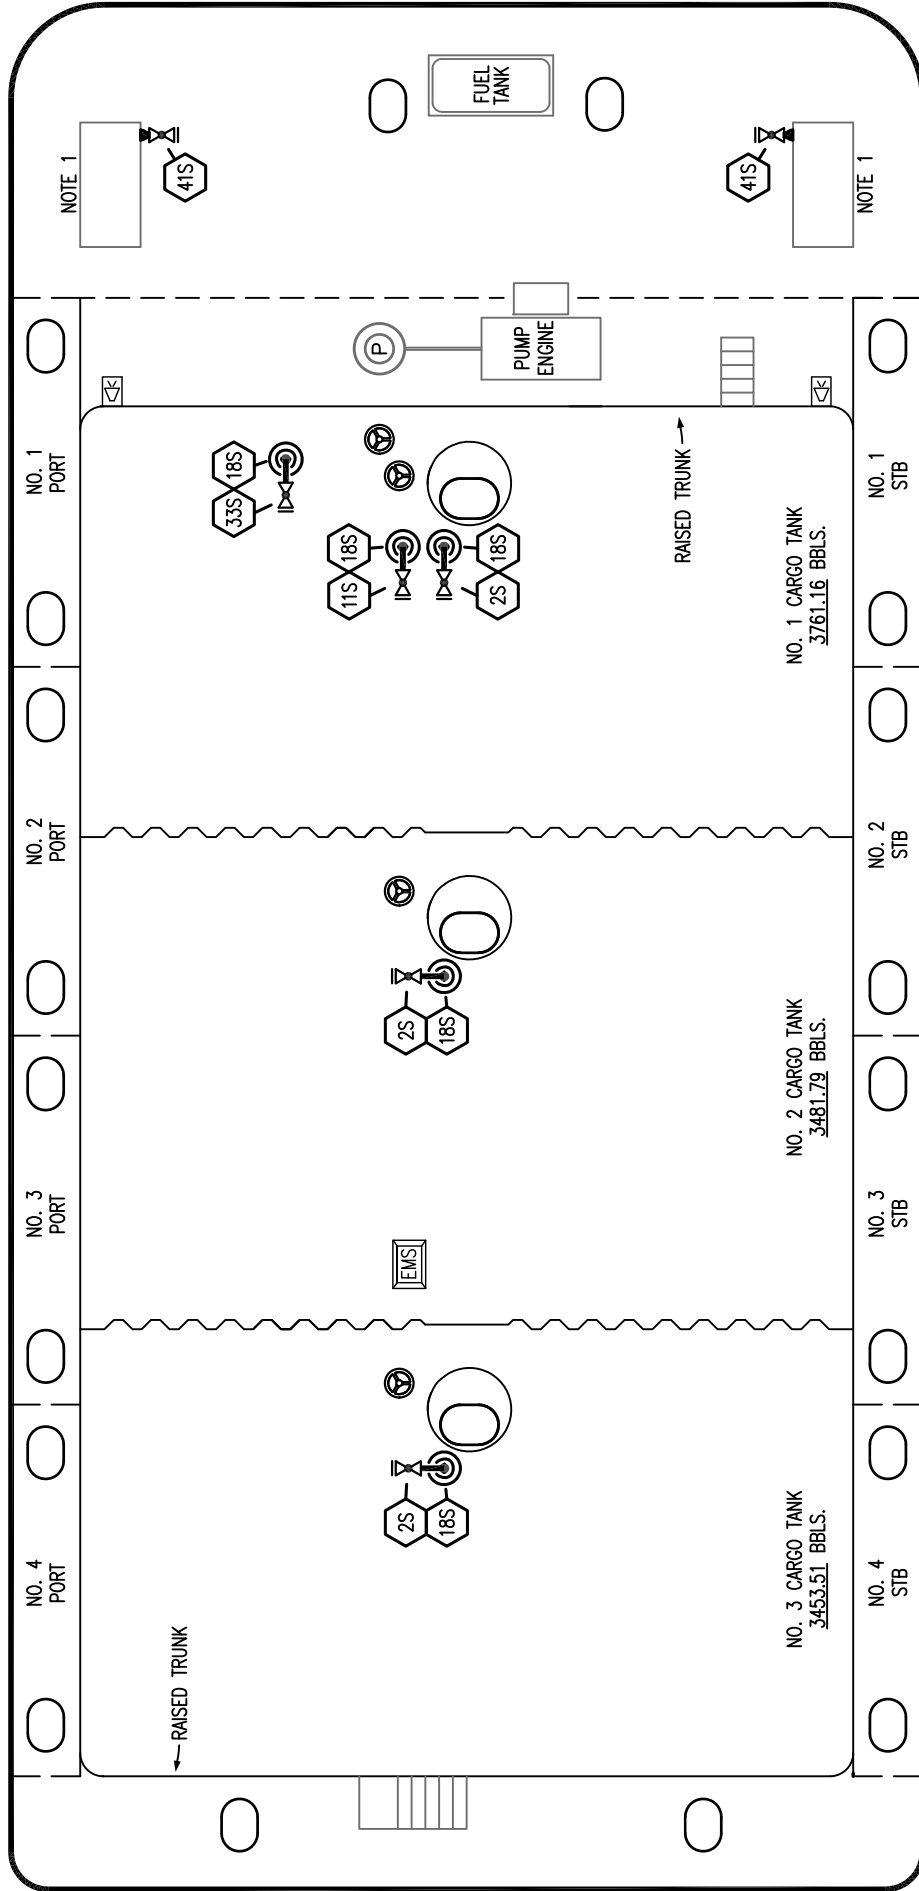 FUEL
TANK
NOTE 1
41S
41S
NOTE 1
P
PUMP
ENGINE
NO. 1
PORT
18S
33S
18S
11S
18S
2S
RAISED TRUNK
NO. 1 CARGO TANK
3761.16 BBLS.
NO. 1
STB
NO. 2
PORT
2S
18S
NO. 2 CARGO TANK
3481.79 BBLS.
NO. 2
STB
NO. 3
PORT
EMS
NO. 3
STB
2S
18S
NO. 3 CARGO TANK
3453.51 BBLS.
NO. 4
PORT
RAISED TRUNK
NO. 4
STB